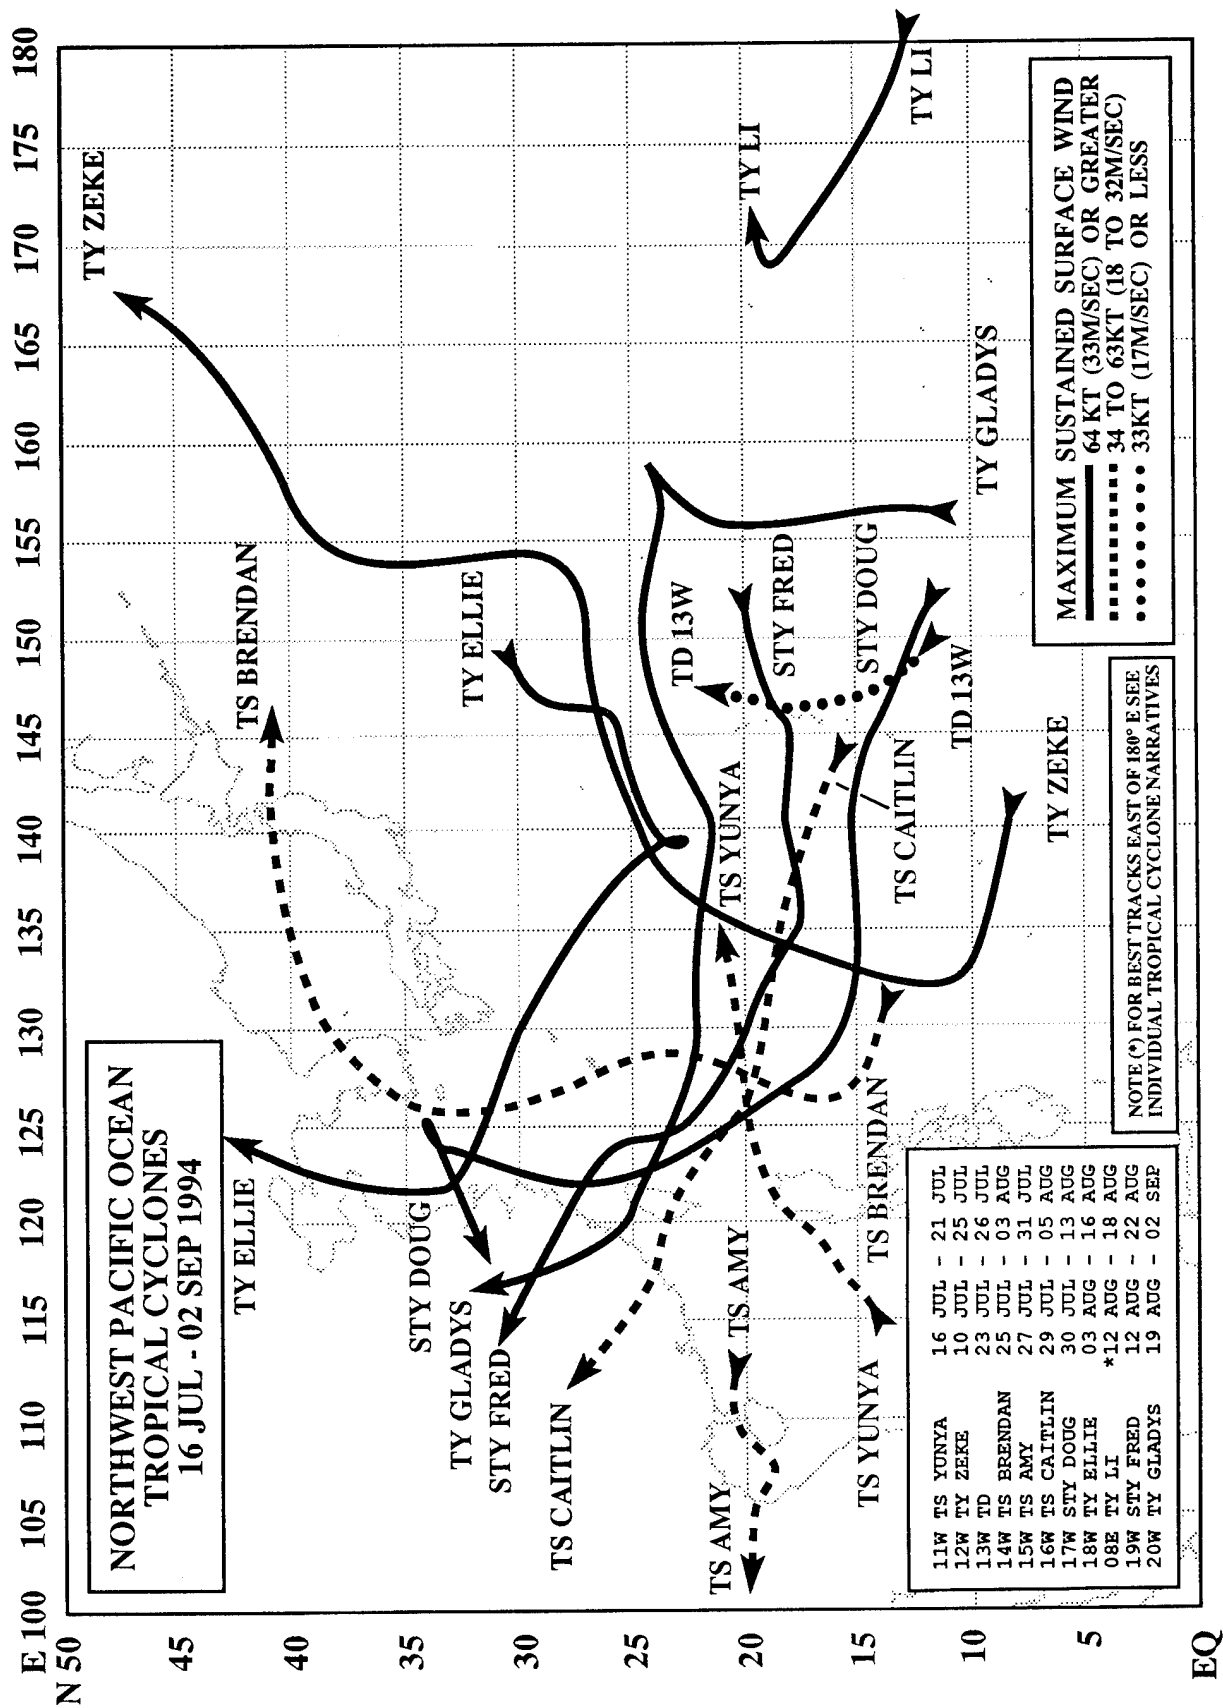 NORTHWEST PACIFIC OCEAN
TROPICAL CYCLONES
16 JUL - 02 SEP 1994
E 100 105 110 115 120 125 130 135 140 145 150 155 160 165 170 175 180
N 50
45
40
35
30
25
20
15
10
5
EQ
TY ZEKE
TS BRENDAN
TY ELLIE
TY ELLIE
STY DOUG
TY GLADYS
STY FRED
TS CAITLIN
TD 13W
TS YUNYA
TS AMY
TS AMY
TY LI
STY FRED
STY DOUG
TS CAITLIN
TS BRENDAN
TS YUNYA
TD 13W
TY GLADYS
TY LI
TY ZEKE
11W TS YUNYA 16 JUL - 21 JUL
12W TY ZEKE 10 JUL - 25 JUL
13W TD 23 JUL - 26 JUL
14W TS BRENDAN 25 JUL - 03 AUG
15W TS AMY 27 JUL - 31 JUL
16W TS CAITLIN 29 JUL - 05 AUG
17W STY DOUG 30 JUL - 13 AUG
18W TY ELLIE 03 AUG - 16 AUG
08E TY LI *12 AUG - 18 AUG
19W STY FRED 12 AUG - 22 AUG
20W TY GLADYS 19 AUG - 02 SEP
NOTE (*) FOR BEST TRACKS EAST OF 180° E SEE
INDIVIDUAL TROPICAL CYCLONE NARRATIVES
MAXIMUM SUSTAINED SURFACE WIND
64 KT (33M/SEC) OR GREATER
34 TO 63KT (18 TO 32M/SEC)
33KT (17M/SEC) OR LESS